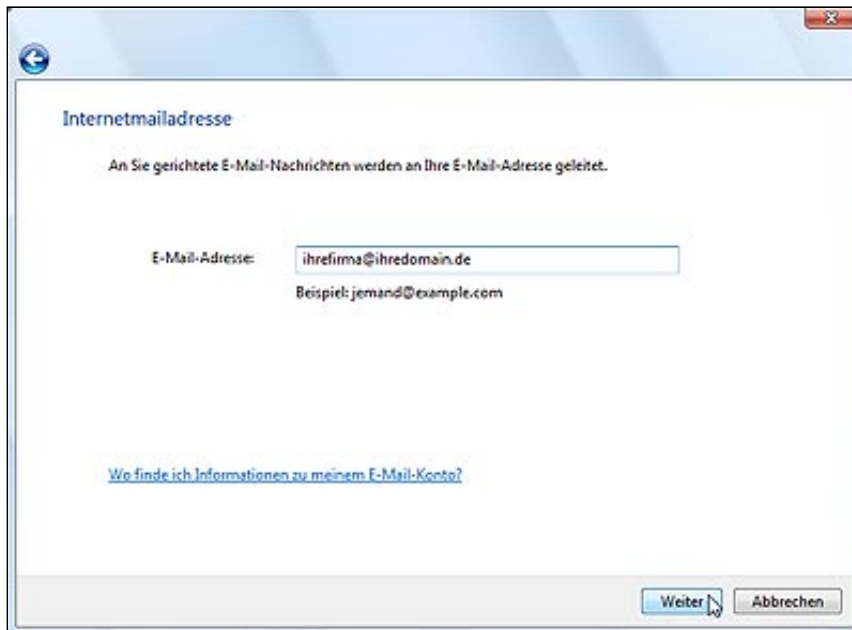 Internetmailadresse
An Sie gerichtete E-Mail-Nachrichten werden an Ihre E-Mail-Adresse geleitet.
E-Mail-Adresse: ihrefirma@ihredomain.de
Beispiel: jemand@example.com
Wo finde ich Informationen zu meinem E-Mail-Konto?
Weiter Abbrechen